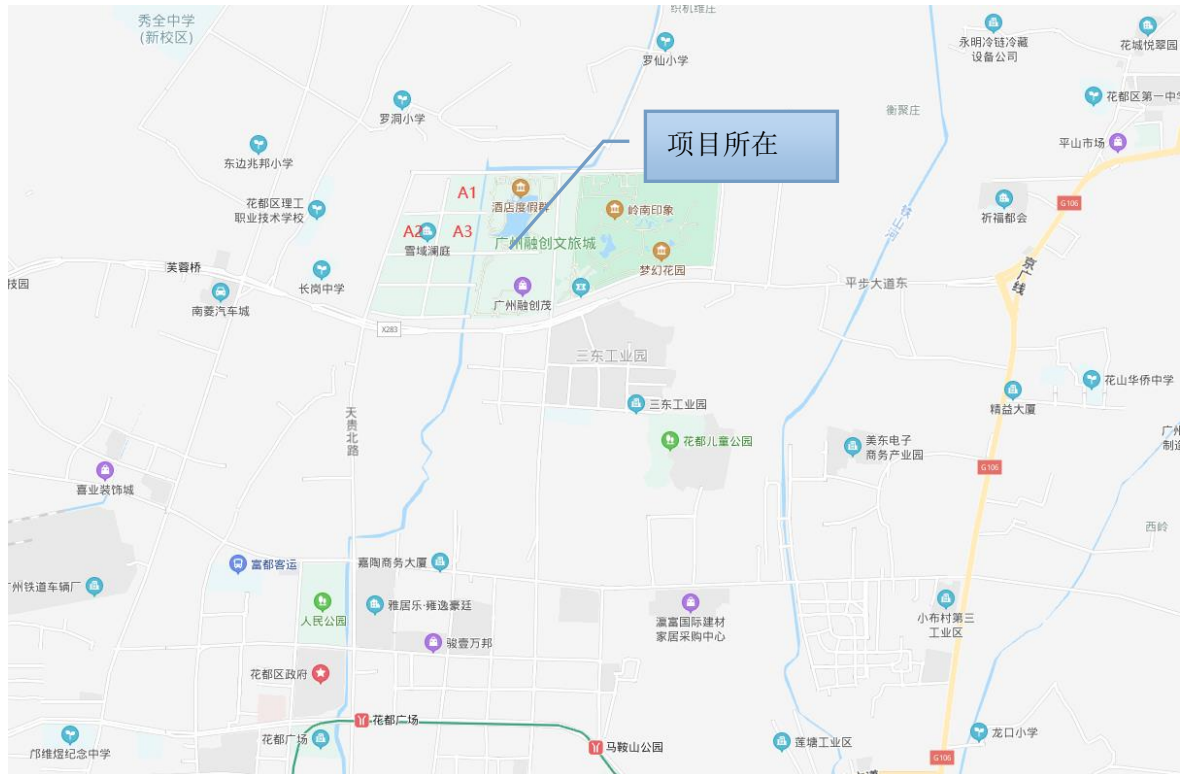 秀全中学
(新校区)
织机维庄
罗仙小学
永明冷链冷藏
设备公司
花城悦翠园
罗洞小学
花都区第一中学
衡聚庄
项目所在
平山市场
东边兆邦小学
A1
酒店度假群
岭南印象
花都区理工
职业技术学校
祈福都会
G106
A2
A3
雪域澜庭
广州融创文旅城
梦幻花园
铁山河
京广线
芙蓉桥
长岗中学
技园
南菱汽车城
广州融创茂
平步大道东
X283
三东工业园
花山华侨中学
三东工业园
精益大厦
天贵北路
花都儿童公园
美东电子
商务产业园
广州
制造
喜业装饰城
G106
西岭
富都客运
嘉陶商务大厦
广州铁道车辆厂
人民公园
雅居乐·雍逸豪廷
瀛富国际建材
家居采购中心
小布村第三
工业区
骏壹万邦
花都区政府
花都广场
花都广场
邝维煜纪念中学
马鞍山公园
莲塘工业区
龙口小学
G106